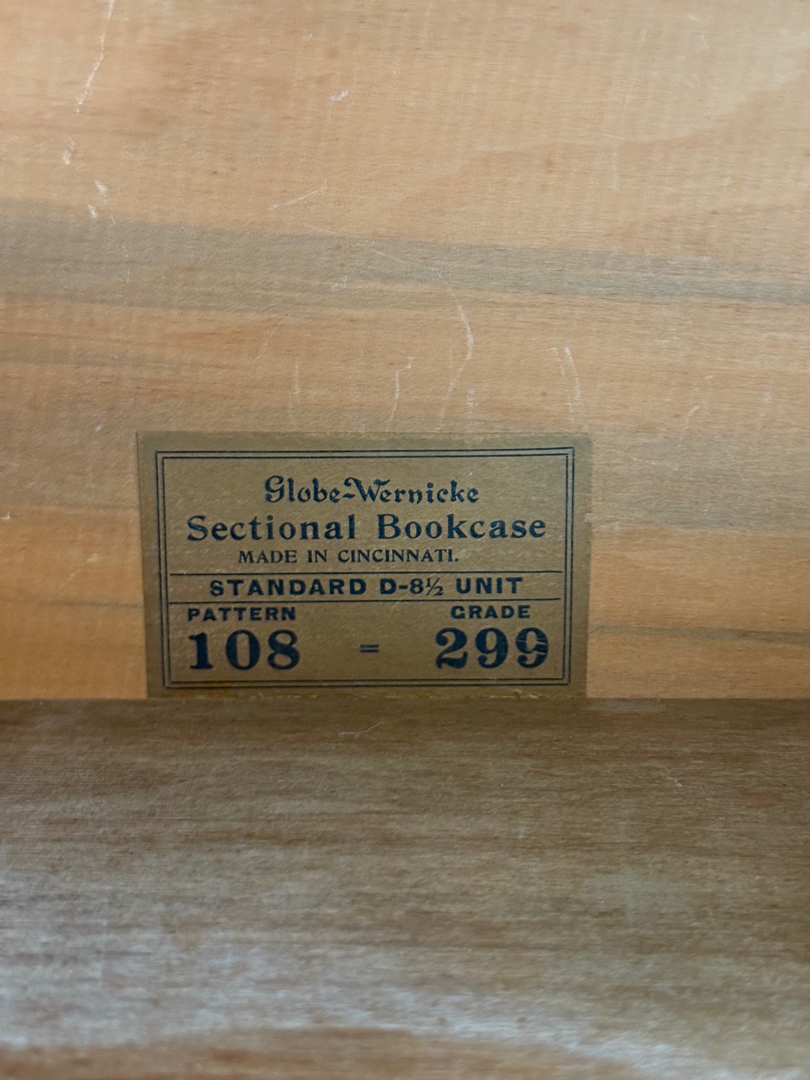 Globe-Wernicke
Sectional Bookcase
MADE IN CINCINNATI.
STANDARD D-8½ UNIT
PATTERN GRADE
108 = 299